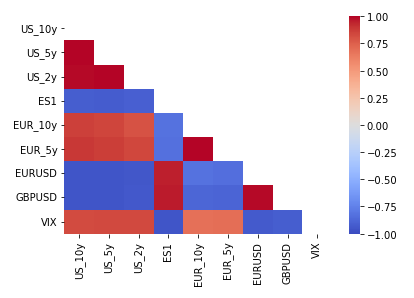 US_10y
US_5y
US_2y
ES1
EUR_10y
EUR_5y
EURUSD
GBPUSD
VIX
US_10y
US_5y
US_2y
ES1
EUR_10y
EUR_5y
EURUSD
GBPUSD
VIX
1.00
0.75
0.50
0.25
0.00
−0.25
−0.50
−0.75
−1.00